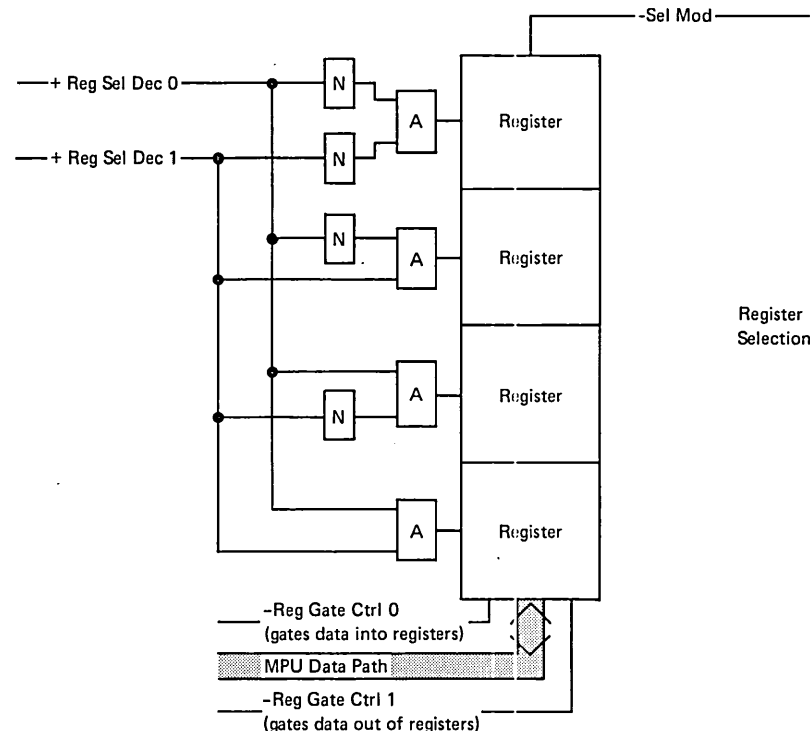 -Sel Mod
+ Reg Sel Dec 0
N
A
Register
+ Reg Sel Dec 1
N
N
A
Register
Register
Selection
A
Register
N
A
Register
-Reg Gate Ctrl 0
(gates data into registers)
MPU Data Path
-Reg Gate Ctrl 1
(gates data out of registers)